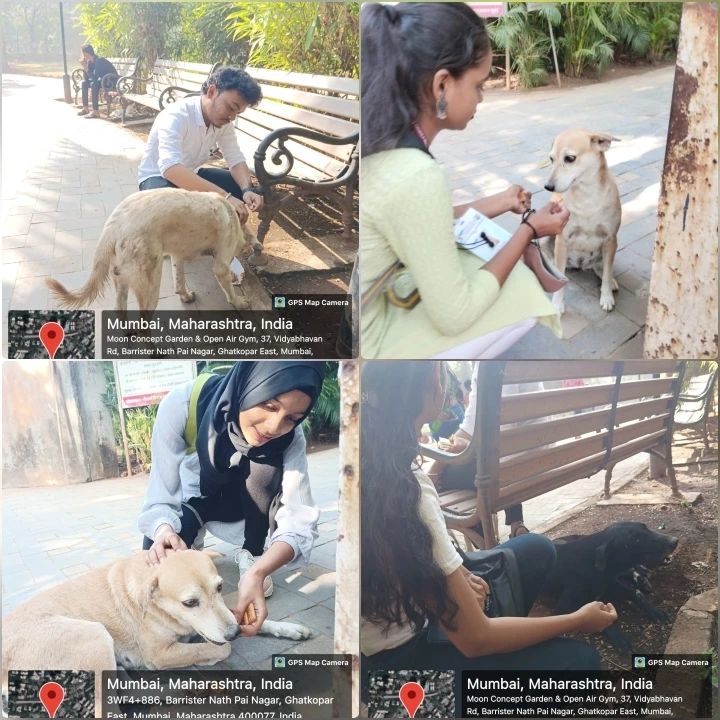 GPS Map Camera
Mumbai, Maharashtra, India
Moon Concept Garden & Open Air Gym, 37, Vidyabhavan
Rd, Barrister Nath Pai Nagar, Ghatkopar East, Mumbai,
GPS Map Camera
Mumbai, Maharashtra, India
3WF4+886, Barrister Nath Pai Nagar, Ghatkopar
East, Mumbai, Maharashtra 400077, India
GPS Map Camera
Mumbai, Maharashtra, India
Moon Concept Garden & Open Air Gym, 37, Vidyabhavan
Rd, Barrister Nath Pai Nagar, Ghatkopar East, Mumbai,